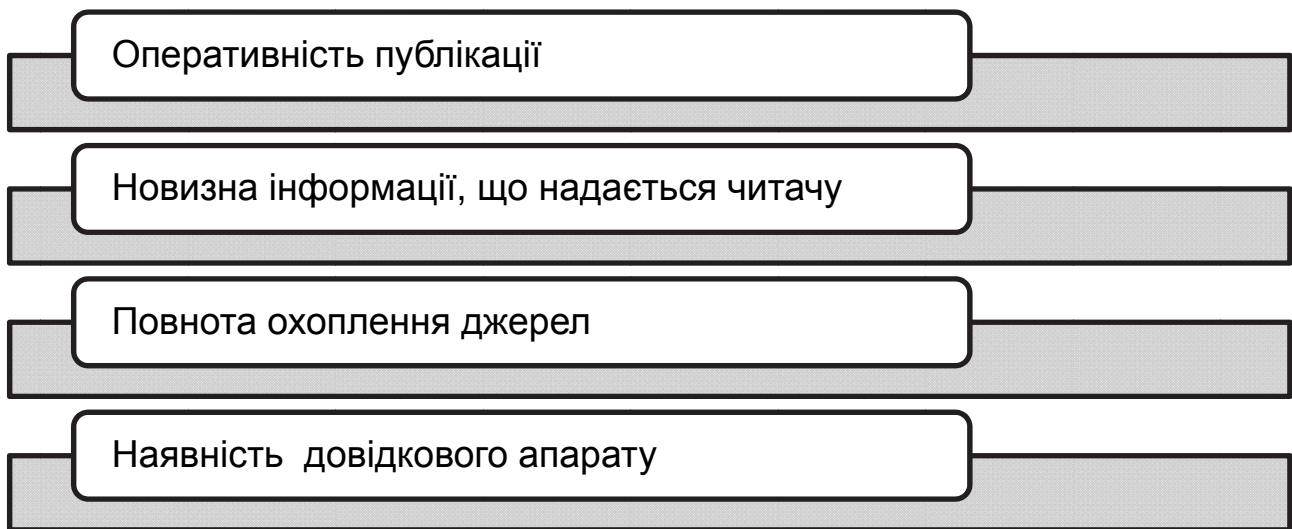 Оперативність публікації
Новизна інформації, що надається читачу
Повнота охоплення джерел
Наявність довідкового апарату